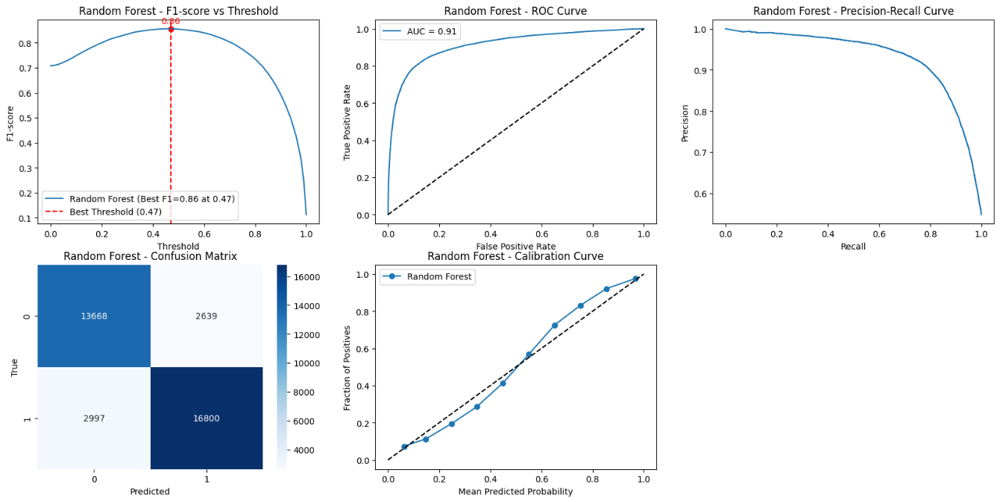 Random Forest - F1-score vs Threshold
0.86
F1-score
0.8
0.7
0.6
0.5
0.4
0.3
0.2
0.1
Random Forest (Best F1=0.86 at 0.47)
Best Threshold (0.47)
0.0 0.2 0.4 0.6 0.8 1.0
Threshold
Random Forest - ROC Curve
AUC = 0.91
True Positive Rate
1.0
0.8
0.6
0.4
0.2
0.0
0.0 0.2 0.4 0.6 0.8 1.0
False Positive Rate
Random Forest - Precision-Recall Curve
Precision
1.0
0.9
0.8
0.7
0.6
0.0 0.2 0.4 0.6 0.8 1.0
Recall
Random Forest - Confusion Matrix
True
0
1
13668 2639
2997 16800
0 1
Predicted
16000
14000
12000
10000
8000
6000
4000
Random Forest - Calibration Curve
Random Forest
Fraction of Positives
1.0
0.8
0.6
0.4
0.2
0.0
0.0 0.2 0.4 0.6 0.8 1.0
Mean Predicted Probability